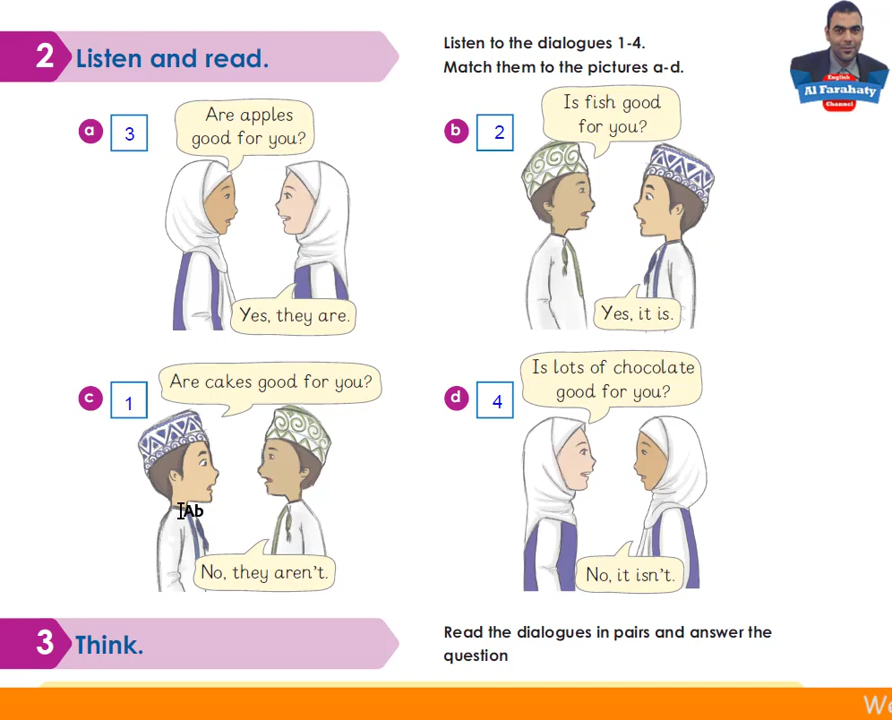 2 Listen and read.
Listen to the dialogues 1-4.
Match them to the pictures a-d.
English
Al Farahaty
Channel
a 3
Are apples
good for you?
Yes, they are.
b 2
Is fish good
for you?
Yes, it is.
c 1
Are cakes good for you?
Ab
No, they aren't.
d 4
Is lots of chocolate
good for you?
No, it isn't.
3 Think.
Read the dialogues in pairs and answer the
question